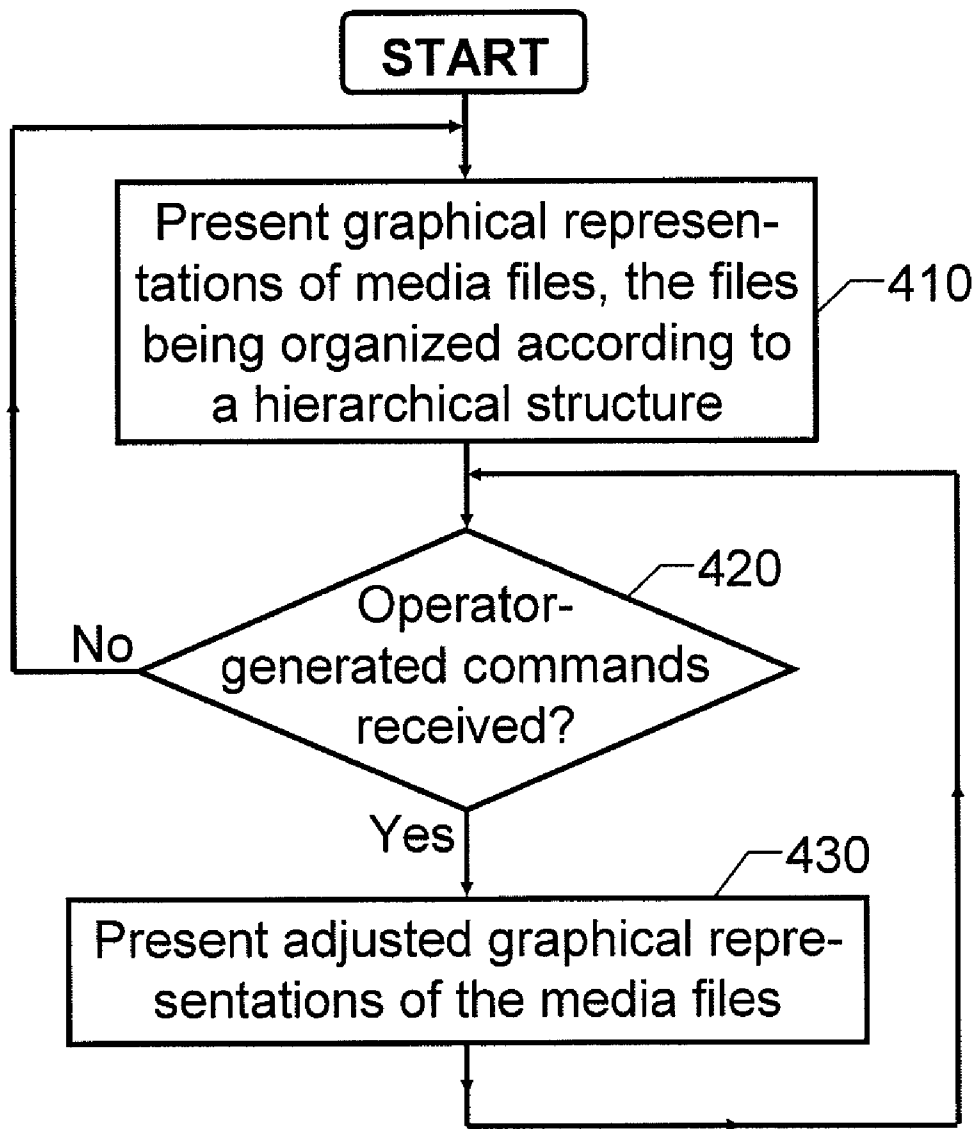 START
Present graphical represen-
tations of media files, the files
being organized according to
a hierarchical structure
410
420
Operator-
generated commands
received?
No
Yes
430
Present adjusted graphical repre-
sentations of the media files